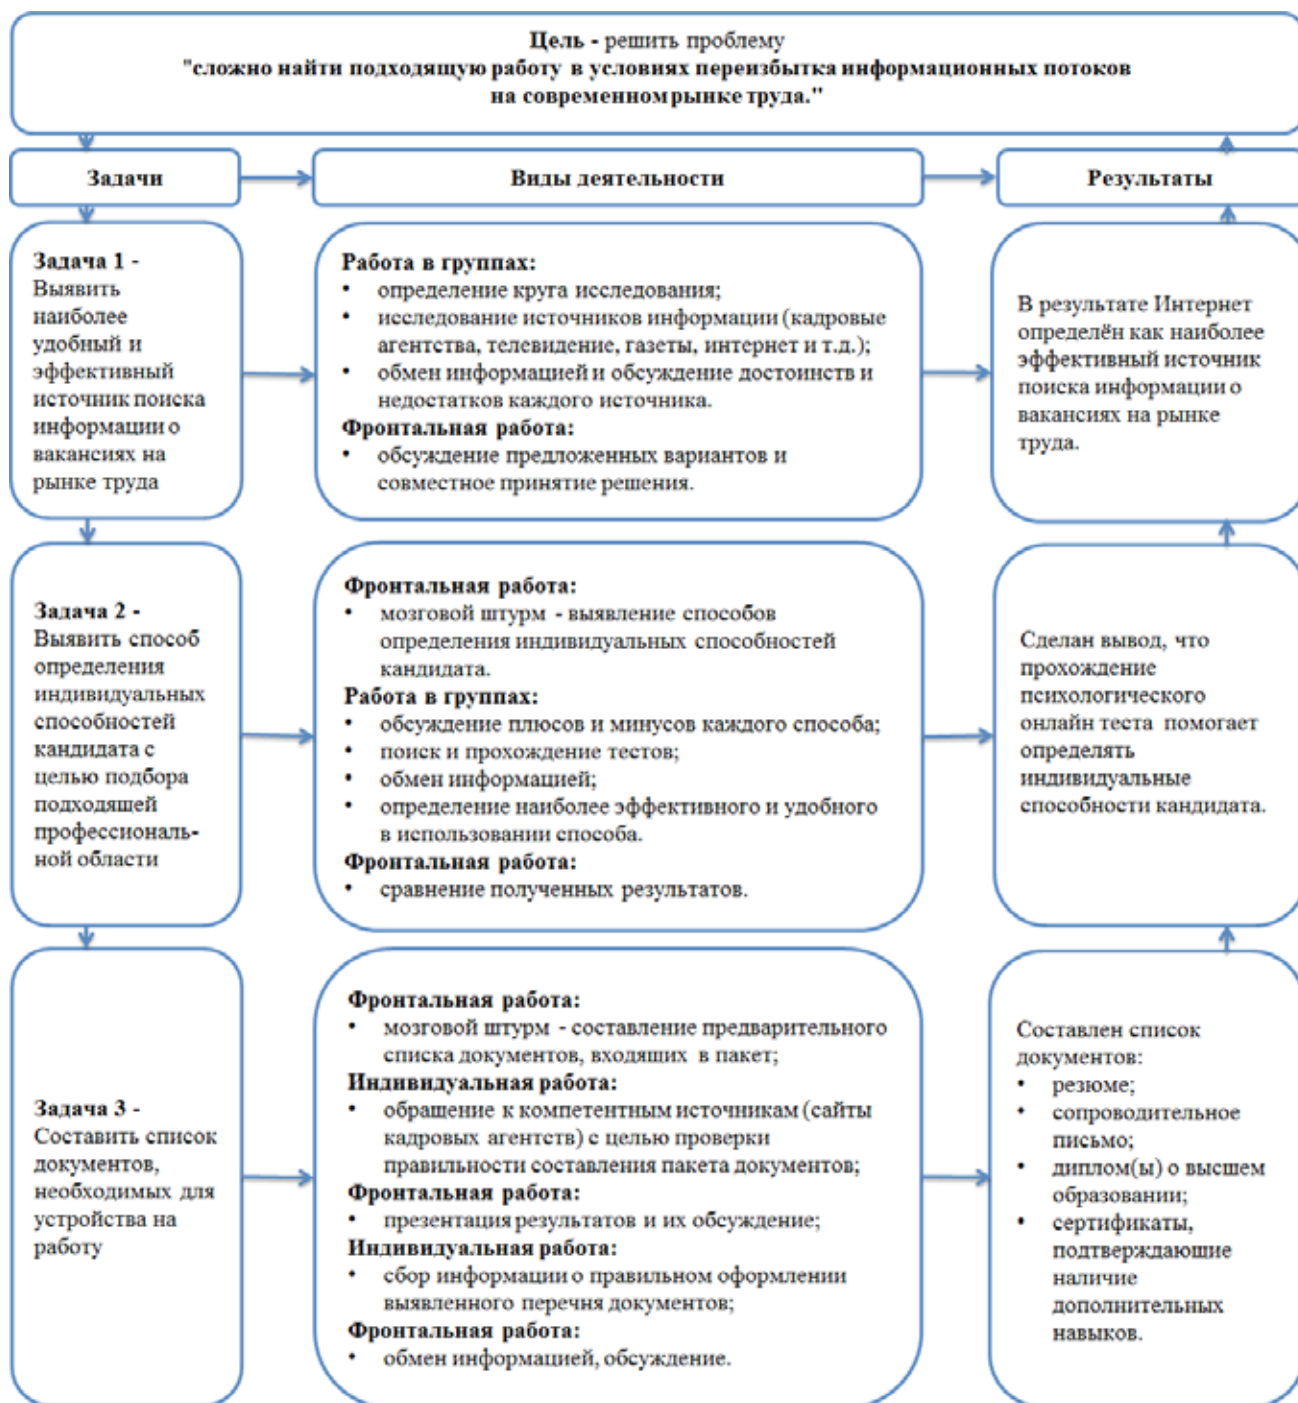 Цель - решить проблему
"сложно найти подходящую работу в условиях переизбытка информационных потоков
на современном рынке труда."
Задачи
Виды деятельности
Результаты
Задача 1 -
Выявить
наиболее
удобный и
эффективный
источник поиска
информации о
вакансиях на
рынке труда
Работа в группах:
• определение круга исследования;
• исследование источников информации (кадровые
агентства, телевидение, газеты, интернет и т.д.);
• обмен информацией и обсуждение достоинств и
недостатков каждого источника.
Фронтальная работа:
• обсуждение предложенных вариантов и
совместное принятие решения.
В результате Интернет
определён как наиболее
эффективный источник
поиска информации о
вакансиях на рынке
труда.
Задача 2 -
Выявить способ
определения
индивидуальных
способностей
кандидата с
целью подбора
подходящей
профессиональ-
ной области
Фронтальная работа:
• мозговой штурм - выявление способов
определения индивидуальных способностей
кандидата.
Работа в группах:
• обсуждение плюсов и минусов каждого способа;
• поиск и прохождение тестов;
• обмен информацией;
• определение наиболее эффективного и удобного
в использовании способа.
Фронтальная работа:
• сравнение полученных результатов.
Сделан вывод, что
прохождение
психологического
онлайн теста помогает
определять
индивидуальные
способности кандидата.
Задача 3 -
Составить список
документов,
необходимых для
устройства на
работу
Фронтальная работа:
• мозговой штурм - составление предварительного
списка документов, входящих в пакет;
Индивидуальная работа:
• обращение к компетентным источникам (сайты
кадровых агентств) с целью проверки
правильности составления пакета документов;
Фронтальная работа:
• презентация результатов и их обсуждение;
Индивидуальная работа:
• сбор информации о правильном оформлении
выявленного перечня документов;
Фронтальная работа:
• обмен информацией, обсуждение.
Составлен список
документов:
• резюме;
• сопроводительное
письмо;
• диплом(ы) о высшем
образовании;
• сертификаты,
подтверждающие
наличие
дополнительных
навыков.